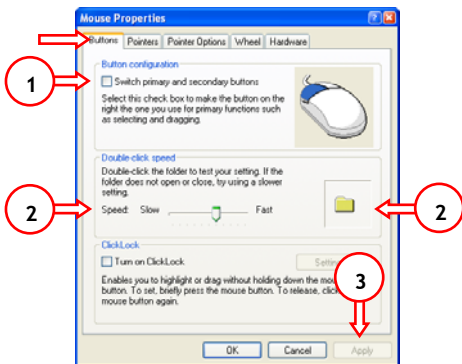 Mouse Properties
Buttons Pointers Pointer Options Wheel Hardware
Button configuration
1
Switch primary and secondary buttons
Select this check box to make the button on the
right the one you use for primary functions such
as selecting and dragging.
Double-click speed
Double-click the folder to test your setting. If the
folder does not open or close, try using a slower
setting.
2
Speed: Slow Fast
2
ClickLock
Turn on ClickLock
Enables you to highlight or drag without holding down the
button. To set, briefly press the mouse button. To release,
mouse button again.
3
OK Cancel Apply